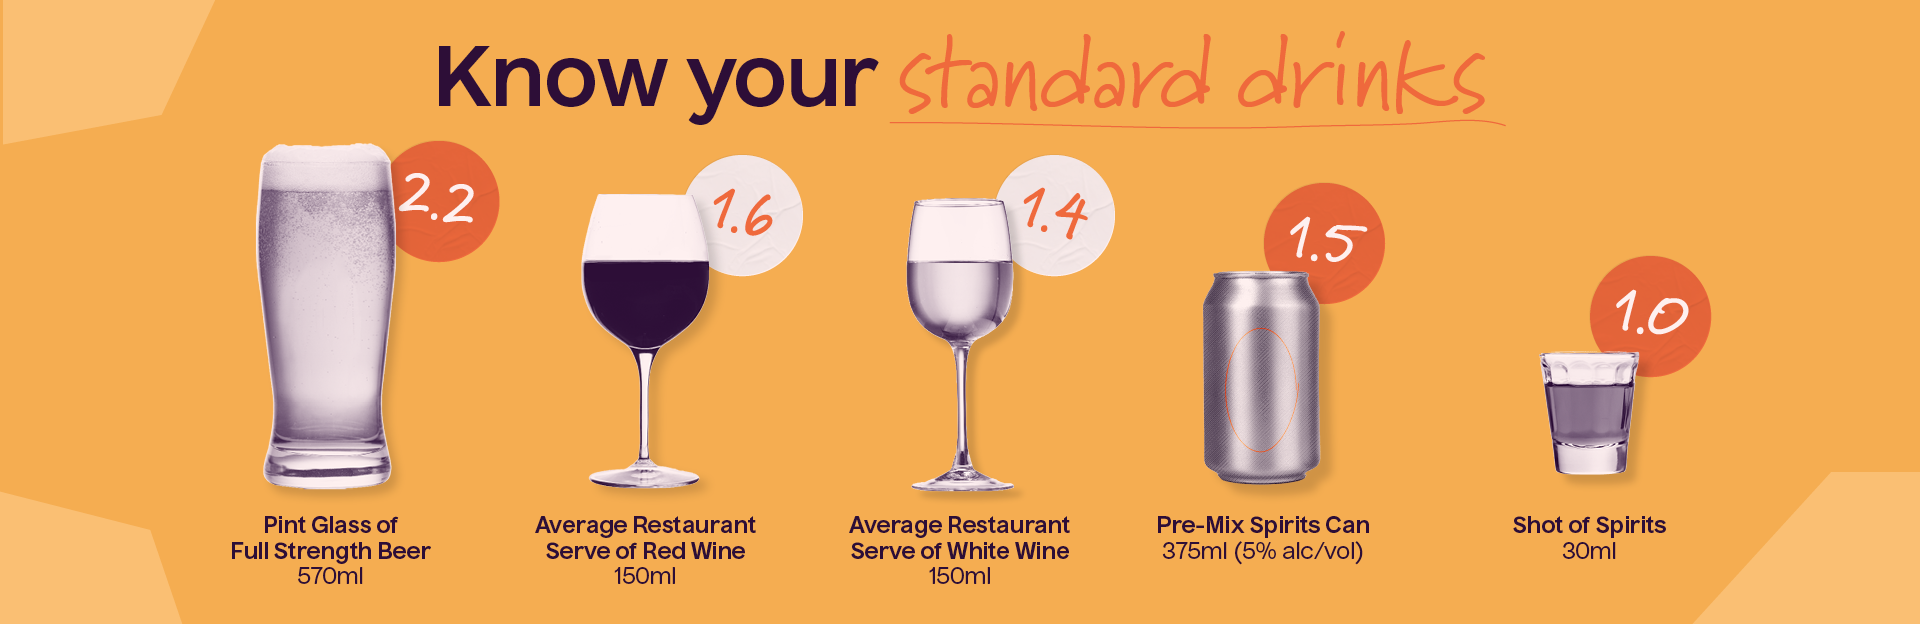 Know your standard drinks
2.2
1.6
1.4
1.5
1.0
Pint Glass of
Full Strength Beer
570ml
Average Restaurant
Serve of Red Wine
150ml
Average Restaurant
Serve of White Wine
150ml
Pre-Mix Spirits Can
375ml (5% alc/vol)
Shot of Spirits
30ml